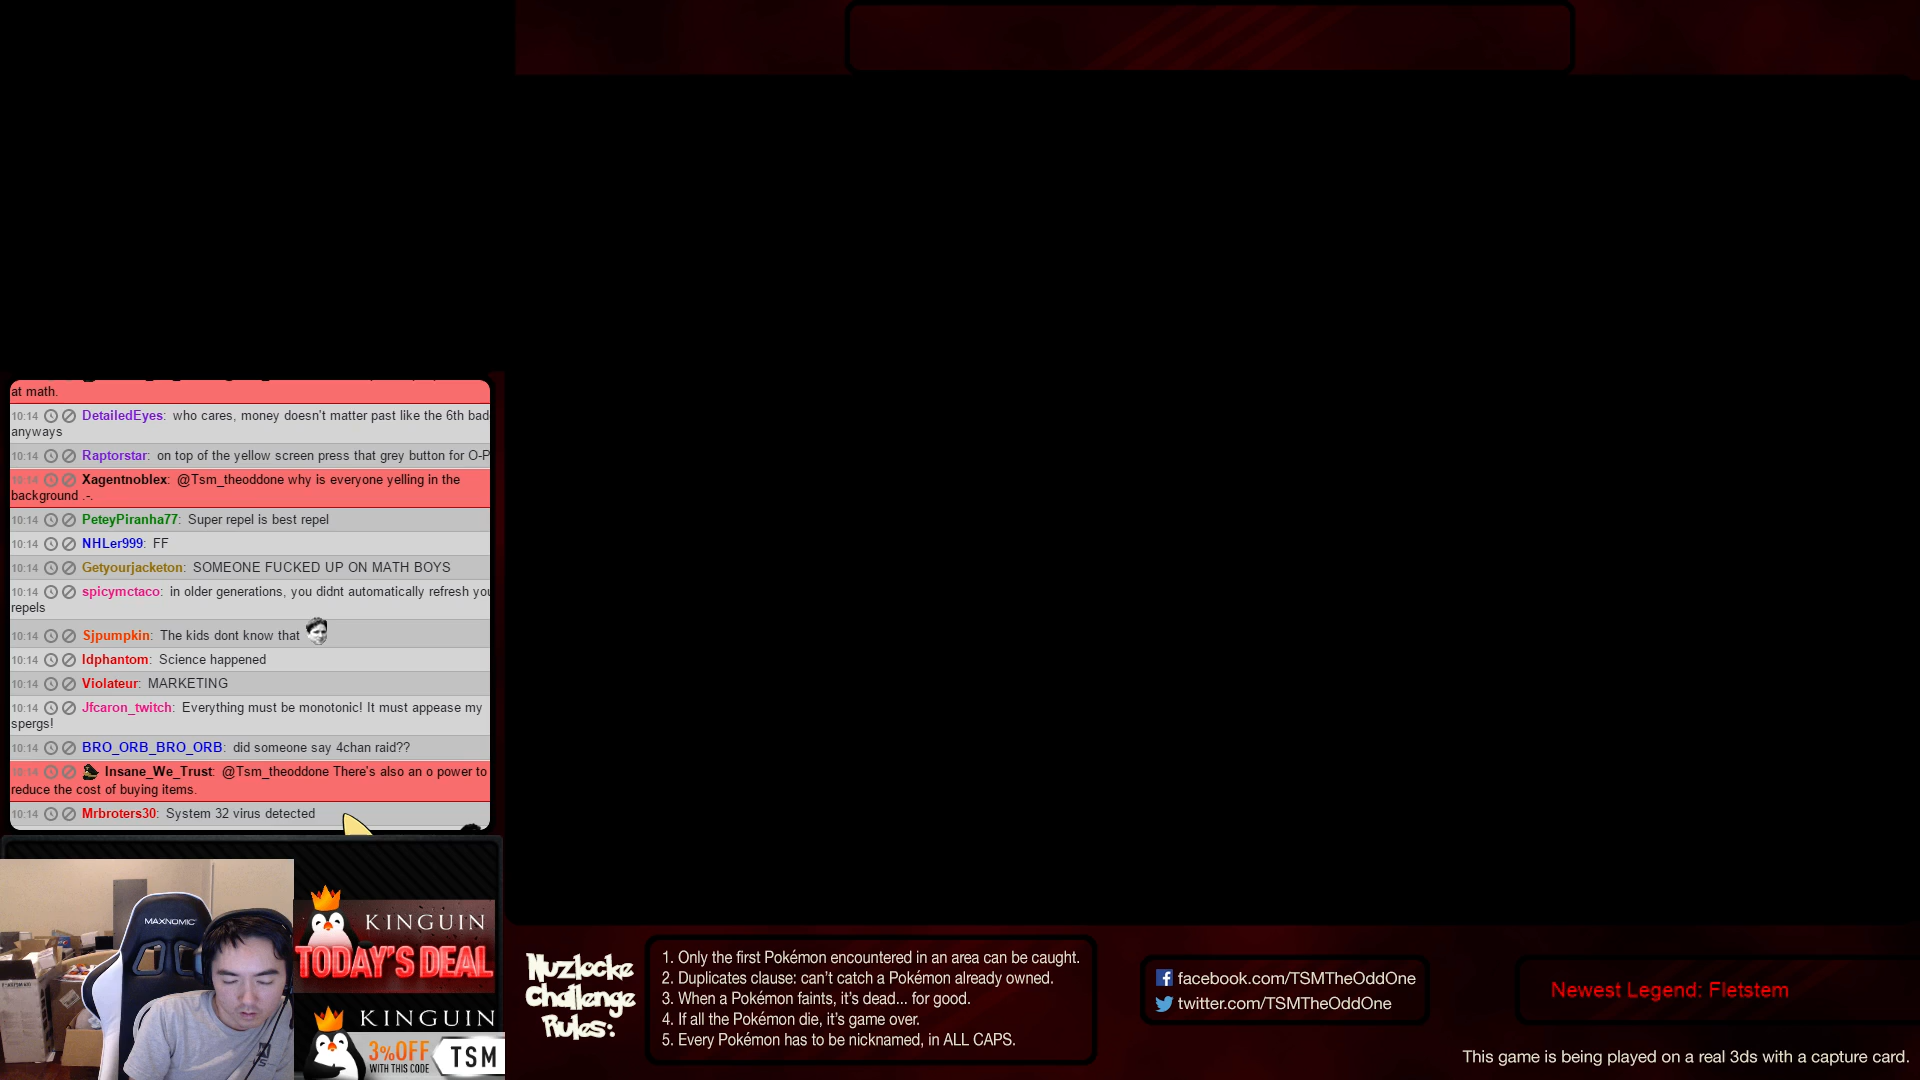 at math.
10:14 DetailedEyes: who cares, money doesn't matter past like the 6th bad
anyways
10:14 Raptorstar: on top of the yellow screen press that grey button for O-P
10:14 Xagentnoblex: @Tsm_theoddone why is everyone yelling in the
background .-.
10:14 PeteyPiranha77: Super repel is best repel
10:14 NHLer999: FF
10:14 Getyourjacketon: SOMEONE FUCKED UP ON MATH BOYS
10:14 spicymctaco: in older generations, you didnt automatically refresh you
repels
10:14 Sjpumpkin: The kids dont know that
10:14 Idphantom: Science happened
10:14 Violateur: MARKETING
10:14 Jfcaron_twitch: Everything must be monotonic! It must appease my
spergs!
10:14 BRO_ORB_BRO_ORB: did someone say 4chan raid??
10:14 Insane_We_Trust: @Tsm_theoddone There's also an o power to
reduce the cost of buying items.
10:14 Mrbroters30: System 32 virus detected
MAXNOMIC
KINGUIN
TODAY'S DEAL
KINGUIN
3% OFF
WITH THIS CODE
TSM
Nuzlocke
Challenge
Rules:
1. Only the first Pokémon encountered in an area can be caught.
2. Duplicates clause: can't catch a Pokémon already owned.
3. When a Pokémon faints, it's dead... for good.
4. If all the Pokémon die, it's game over.
5. Every Pokémon has to be nicknamed, in ALL CAPS.
facebook.com/TSMTheOddOne
twitter.com/TSMTheOddOne
Newest Legend: Fletstem
This game is being played on a real 3ds with a capture card.